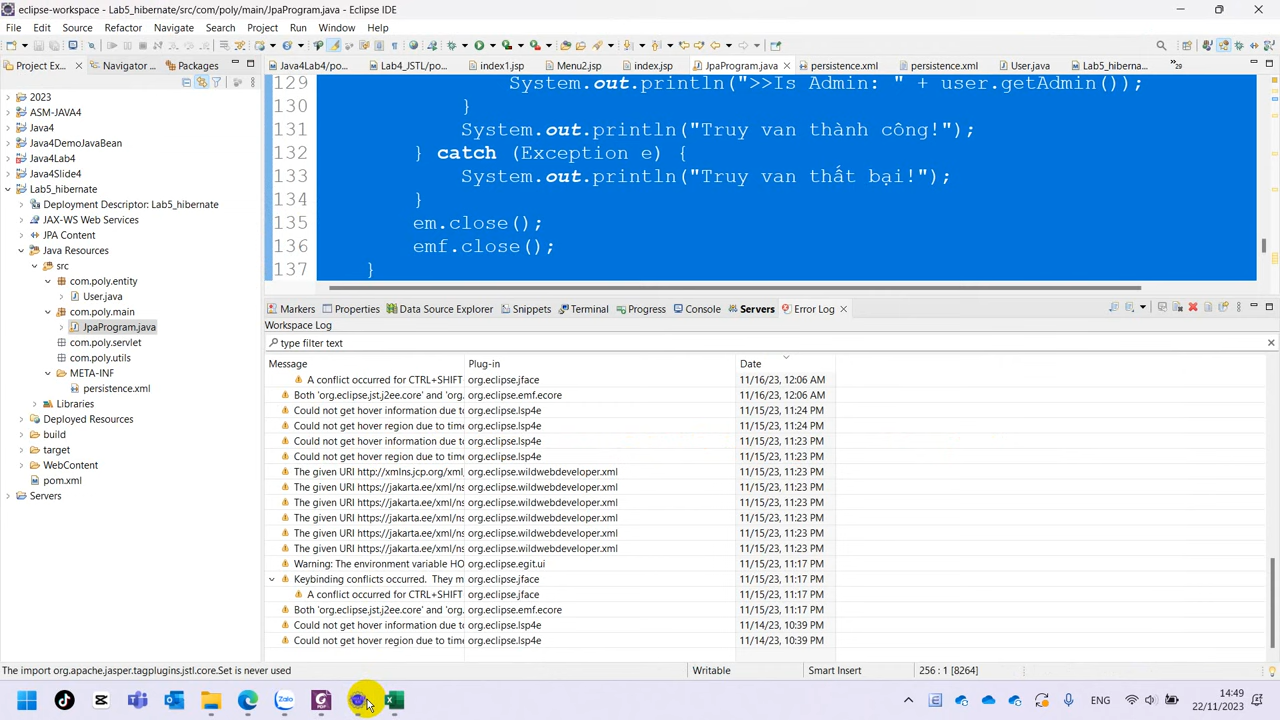 eclipse-workspace - Lab5_hibernate/src/com/poly/main/JpaProgram.java - Eclipse IDE
File Edit Source Refactor Navigate Search Project Run Window Help
Project Ex... Navigator ... Packages
Java4Lab4/po... Lab4_JSTL/po... index1.jsp Menu2.jsp index.jsp JpaProgram.java persistence.xml persistence.xml User.java Lab5_hiberna...
2023
ASM-JAVA4
Java4
Java4DemoJavaBean
Java4Lab4
Java4Slide4
Lab5_hibernate
Deployment Descriptor: Lab5_hibernate
JAX-WS Web Services
JPA Content
Java Resources
src
com.poly.entity
User.java
com.poly.main
JpaProgram.java
com.poly.servlet
com.poly.utils
META-INF
persistence.xml
Libraries
Deployed Resources
build
target
WebContent
pom.xml
Servers
129 System.out.println(">>Is Admin: " + user.getAdmin());
130 }
131 System.out.println("Truy van thành công!");
132 } catch (Exception e) {
133 System.out.println("Truy van thất bại!");
134 }
135 em.close();
136 emf.close();
137 }
Markers Properties Data Source Explorer Snippets Terminal Progress Console Servers Error Log
Workspace Log
type filter text
Message Plug-in Date
A conflict occurred for CTRL+SHIFT org.eclipse.jface 11/16/23, 12:06 AM
Both 'org.eclipse.jst.j2ee.core' and 'org. org.eclipse.emf.ecore 11/16/23, 12:06 AM
Could not get hover information due to org.eclipse.lsp4e 11/15/23, 11:24 PM
Could not get hover region due to time org.eclipse.lsp4e 11/15/23, 11:24 PM
Could not get hover information due to org.eclipse.lsp4e 11/15/23, 11:23 PM
Could not get hover region due to time org.eclipse.lsp4e 11/15/23, 11:23 PM
The given URI http://xmlns.jcp.org/xml, org.eclipse.wildwebdeveloper.xml 11/15/23, 11:23 PM
The given URI https://jakarta.ee/xml/ns org.eclipse.wildwebdeveloper.xml 11/15/23, 11:23 PM
The given URI https://jakarta.ee/xml/ns org.eclipse.wildwebdeveloper.xml 11/15/23, 11:23 PM
The given URI https://jakarta.ee/xml/ns org.eclipse.wildwebdeveloper.xml 11/15/23, 11:23 PM
The given URI https://jakarta.ee/xml/ns org.eclipse.wildwebdeveloper.xml 11/15/23, 11:23 PM
The given URI https://jakarta.ee/xml/ns org.eclipse.wildwebdeveloper.xml 11/15/23, 11:23 PM
Warning: The environment variable HO org.eclipse.egit.ui 11/15/23, 11:17 PM
Keybinding conflicts occurred. They m org.eclipse.jface 11/15/23, 11:17 PM
A conflict occurred for CTRL+SHIFT org.eclipse.jface 11/15/23, 11:17 PM
Both 'org.eclipse.jst.j2ee.core' and 'org. org.eclipse.emf.ecore 11/15/23, 11:17 PM
Could not get hover information due to org.eclipse.lsp4e 11/14/23, 10:39 PM
Could not get hover region due to time org.eclipse.lsp4e 11/14/23, 10:39 PM
The import org.apache.jasper.tagplugins.jstl.core.Set is never used Writable Smart Insert 256 : 1 [8264]
Zalo PDF ENG 14:49
22/11/2023